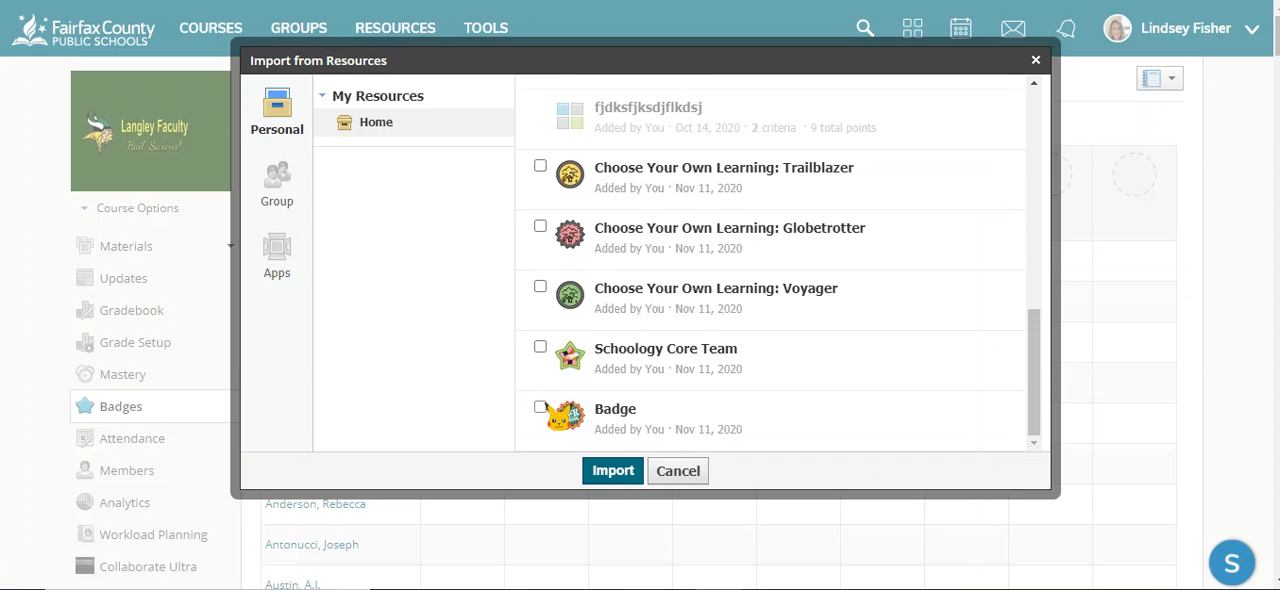 Fairfax County
PUBLIC SCHOOLS
COURSES GROUPS RESOURCES TOOLS
Lindsey Fisher
Import from Resources ×
Langley Faculty
Hail Saxons!
Course Options
Materials
Updates
Gradebook
Grade Setup
Mastery
Badges
Attendance
Members
Analytics
Workload Planning
Collaborate Ultra
Personal
Group
Apps
My Resources
Home
fjdksfjksdjflkdsj
Added by You · Oct 14, 2020 · 2 criteria · 9 total points
Choose Your Own Learning: Trailblazer
Added by You · Nov 11, 2020
Choose Your Own Learning: Globetrotter
Added by You · Nov 11, 2020
Choose Your Own Learning: Voyager
Added by You · Nov 11, 2020
Schoology Core Team
Added by You · Nov 11, 2020
Badge
Added by You · Nov 11, 2020
Import Cancel
Anderson, Rebecca
Antonucci, Joseph
Austin, A.J.
S